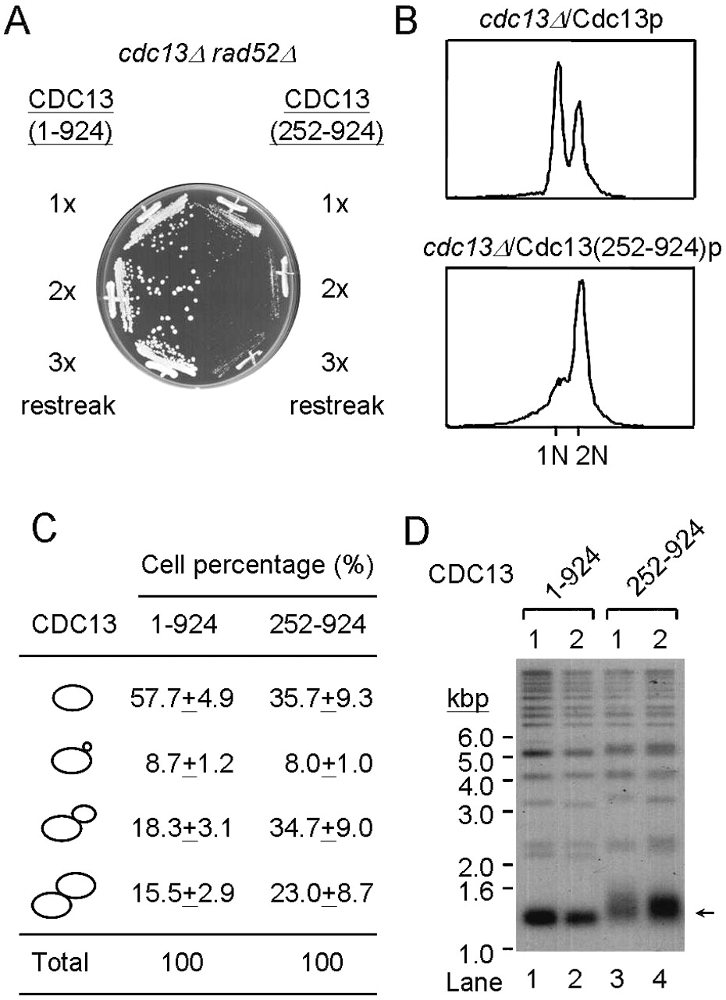 A
cdc13Δ rad52Δ
CDC13 CDC13
(1-924) (252-924)
1x 1x
2x 2x
3x 3x
restreak restreak
B
cdc13Δ/Cdc13p
cdc13Δ/Cdc13(252-924)p
1N 2N
C
Cell percentage (%)
CDC13 1-924 252-924
57.7±4.9 35.7±9.3
8.7±1.2 8.0±1.0
18.3±3.1 34.7±9.0
15.5±2.9 23.0±8.7
Total 100 100
D
CDC13 1-924 252-924
1 2 1 2
kbp
6.0
5.0
4.0
3.0
2.0
1.6
1.0
Lane 1 2 3 4